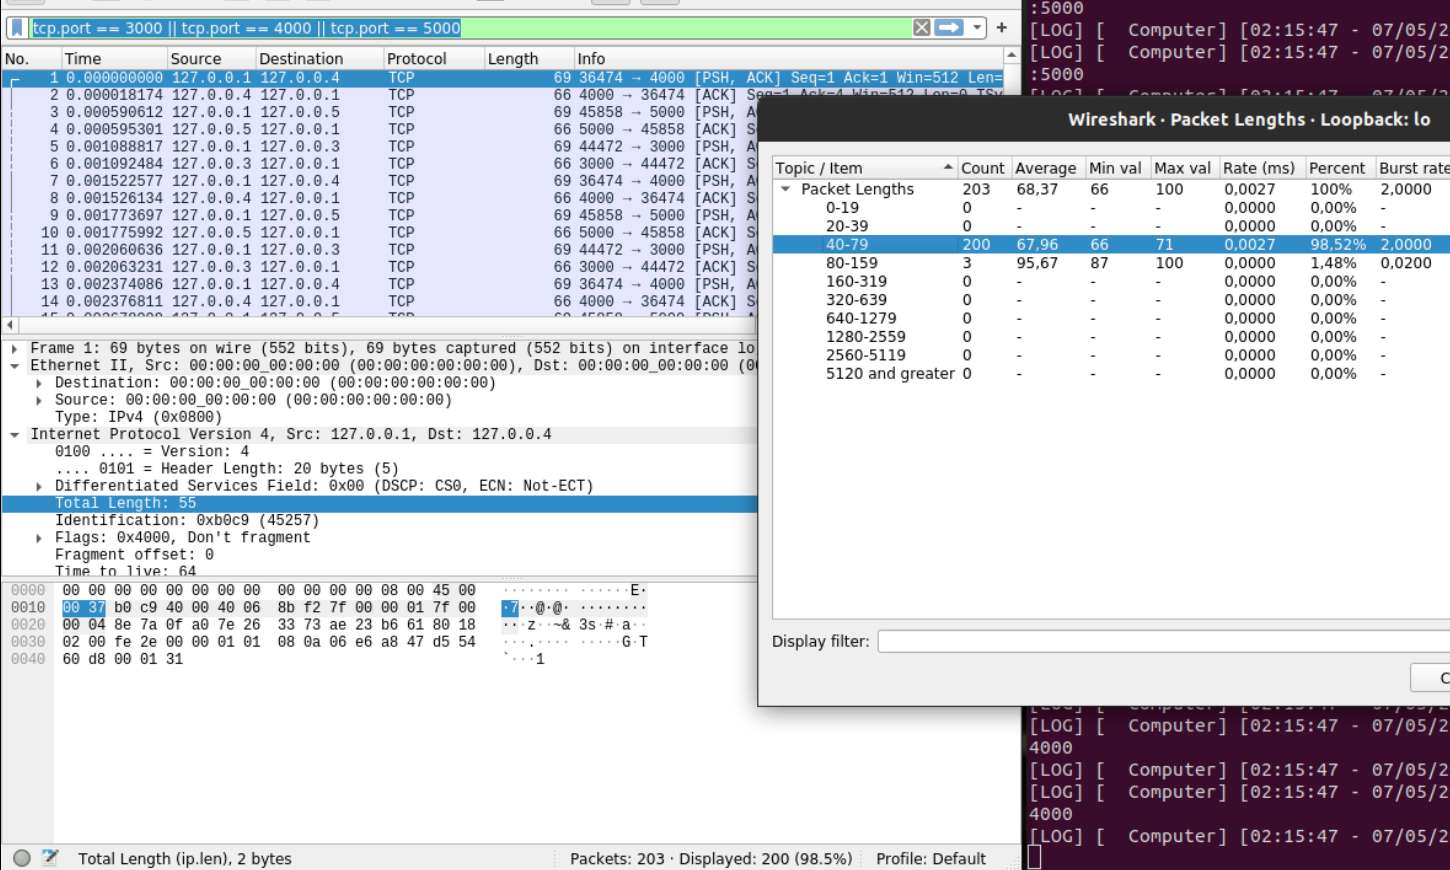 tcp.port == 3000 || tcp.port == 4000 || tcp.port == 5000
No. Time Source Destination Protocol Length Info
1 0.000000000 127.0.0.1 127.0.0.4 TCP 69 36474 → 4000 [PSH, ACK] Seq=1 Ack=1 Win=512 Len=
2 0.000018174 127.0.0.4 127.0.0.1 TCP 66 4000 → 36474 [ACK] Seq=1 Ack=4 Win=512 Len=0 TSv
3 0.000590612 127.0.0.1 127.0.0.5 TCP 69 45858 → 5000 [PSH, A
4 0.000595301 127.0.0.5 127.0.0.1 TCP 66 5000 → 45858 [ACK] S
5 0.001088817 127.0.0.1 127.0.0.3 TCP 69 44472 → 3000 [PSH, A
6 0.001092484 127.0.0.3 127.0.0.1 TCP 66 3000 → 44472 [ACK] S
7 0.001522577 127.0.0.1 127.0.0.4 TCP 69 36474 → 4000 [PSH, A
8 0.001526134 127.0.0.4 127.0.0.1 TCP 66 4000 → 36474 [ACK] S
9 0.001773697 127.0.0.1 127.0.0.5 TCP 69 45858 → 5000 [PSH, A
10 0.001775992 127.0.0.5 127.0.0.1 TCP 66 5000 → 45858 [ACK] S
11 0.002060636 127.0.0.1 127.0.0.3 TCP 69 44472 → 3000 [PSH, A
12 0.002063231 127.0.0.3 127.0.0.1 TCP 66 3000 → 44472 [ACK] S
13 0.002374086 127.0.0.1 127.0.0.4 TCP 69 36474 → 4000 [PSH, A
14 0.002376811 127.0.0.4 127.0.0.1 TCP 66 4000 → 36474 [ACK] S
Frame 1: 69 bytes on wire (552 bits), 69 bytes captured (552 bits) on interface lo
Ethernet II, Src: 00:00:00_00:00:00 (00:00:00:00:00:00), Dst: 00:00:00_00:00:00 (0
Destination: 00:00:00_00:00:00 (00:00:00:00:00:00)
Source: 00:00:00_00:00:00 (00:00:00:00:00:00)
Type: IPv4 (0x0800)
Internet Protocol Version 4, Src: 127.0.0.1, Dst: 127.0.0.4
0100 .... = Version: 4
.... 0101 = Header Length: 20 bytes (5)
Differentiated Services Field: 0x00 (DSCP: CS0, ECN: Not-ECT)
Total Length: 55
Identification: 0xb0c9 (45257)
Flags: 0x4000, Don't fragment
Fragment offset: 0
Time to live: 64
0000 00 00 00 00 00 00 00 00 00 00 00 00 08 00 45 00 ········ ······E·
0010 00 37 b0 c9 40 00 40 06 8b f2 7f 00 00 01 7f 00 ·7··@·@· ········
0020 00 04 8e 7a 0f a0 7e 26 33 73 ae 23 b6 61 80 18 ···z··~& 3s·#·a··
0030 02 00 fe 2e 00 00 01 01 08 0a 06 e6 a8 47 d5 54 ···.···· ·····G·T
0040 60 d8 00 01 31 `···1
Total Length (ip.len), 2 bytes
Packets: 203 · Displayed: 200 (98.5%)
Profile: Default
Wireshark · Packet Lengths · Loopback: lo
Topic / Item Count Average Min val Max val Rate (ms) Percent Burst rate
Packet Lengths 203 68,37 66 100 0,0027 100% 2,0000
0-19 0 - - - 0,0000 0,00% -
20-39 0 - - - 0,0000 0,00% -
40-79 200 67,96 66 71 0,0027 98,52% 2,0000
80-159 3 95,67 87 100 0,0000 1,48% 0,0200
160-319 0 - - - 0,0000 0,00% -
320-639 0 - - - 0,0000 0,00% -
640-1279 0 - - - 0,0000 0,00% -
1280-2559 0 - - - 0,0000 0,00% -
2560-5119 0 - - - 0,0000 0,00% -
5120 and greater 0 - - - 0,0000 0,00% -
Display filter:
C
:5000
[LOG] [ Computer] [02:15:47 - 07/05/2
[LOG] [ Computer] [02:15:47 - 07/05/2
:5000
[LOG] [ Computer] [02:15:47 - 07/05/2
[LOG] [ Computer] [02:15:47 - 07/05/2
[LOG] [ Computer] [02:15:47 - 07/05/2
4000
[LOG] [ Computer] [02:15:47 - 07/05/2
[LOG] [ Computer] [02:15:47 - 07/05/2
4000
[LOG] [ Computer] [02:15:47 - 07/05/2